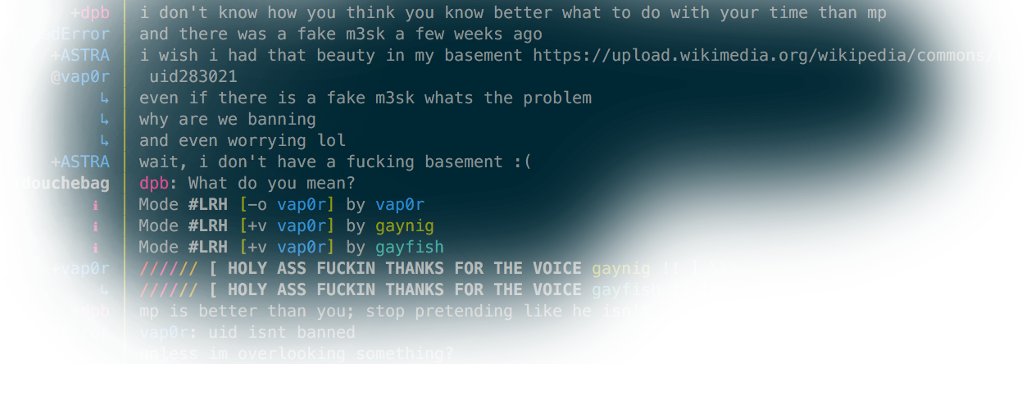 +dpb i don't know how you think you know better what to do with your time than mp
dError and there was a fake m3sk a few weeks ago
+ASTRA i wish i had that beauty in my basement https://upload.wikimedia.org/wikipedia/commons/
@vap0r uid283021
↳ even if there is a fake m3sk whats the problem
↳ why are we banning
↳ and even worrying lol
+ASTRA wait, i don't have a fucking basement :(
douchebag dpb: What do you mean?
i Mode #LRH [-o vap0r] by vap0r
i Mode #LRH [+v vap0r] by gaynig
i Mode #LRH [+v vap0r] by gayfish
+vap0r ////// [ HOLY ASS FUCKIN THANKS FOR THE VOICE gaynig !! ]
↳ ////// [ HOLY ASS FUCKIN THANKS FOR THE VOICE gayfish
dpb mp is better than you; stop pretending like he isn't
vap0r: uid isnt banned
unless im overlooking something?